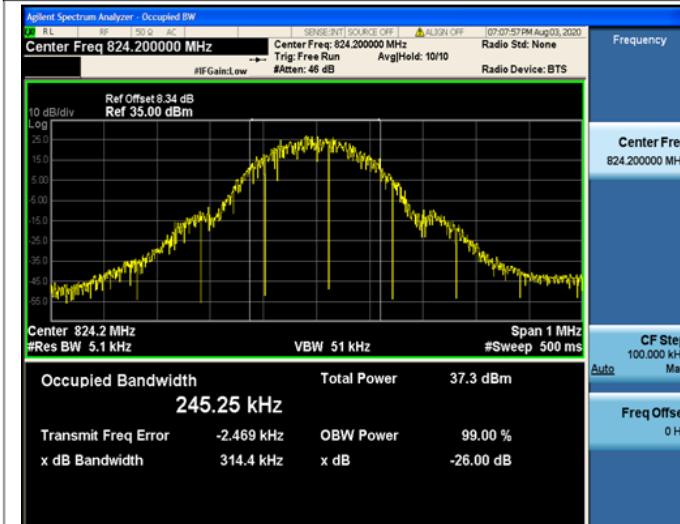 Agilent Spectrum Analyzer - Occupied BW
RL RF 50 Ω AC SENSE:INT SOURCE OFF ALIGN OFF 07:07:57 PM Aug 03, 2020
Center Freq 824.200000 MHz Center Freq: 824.200000 MHz Radio Std: None
Trig: Free Run Avg|Hold: 10/10
#IFGain:Low #Atten: 46 dB Radio Device: BTS
Ref Offset 8.34 dB
10 dB/div Ref 35.00 dBm
Log
25.0
15.0
5.00
-5.00
-15.0
-25.0
-35.0
-45.0
-55.0
Center 824.2 MHz Span 1 MHz
#Res BW 5.1 kHz VBW 51 kHz #Sweep 500 ms
Occupied Bandwidth Total Power 37.3 dBm
245.25 kHz
Transmit Freq Error -2.469 kHz OBW Power 99.00 %
x dB Bandwidth 314.4 kHz x dB -26.00 dB
Frequency
Center Fre
824.200000 MH
CF Ste
100.000 kH
Auto Ma
Freq Offse
0 H